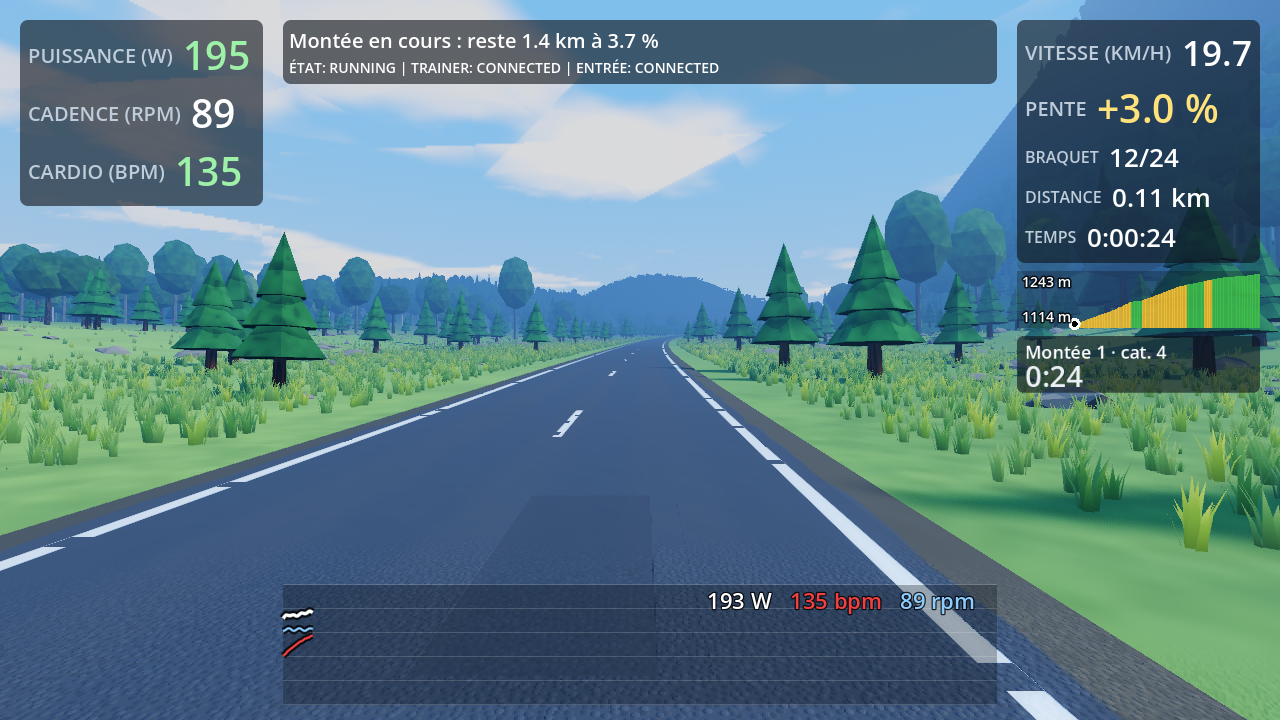 PUISSANCE (W) 195
CADENCE (RPM) 89
CARDIO (BPM) 135
Montée en cours : reste 1.4 km à 3.7 %
ÉTAT: RUNNING | TRAINER: CONNECTED | ENTRÉE: CONNECTED
VITESSE (KM/H) 19.7
PENTE +3.0 %
BRAQUET 12/24
DISTANCE 0.11 km
TEMPS 0:00:24
1243 m
1114 m
Montée 1 · cat. 4
0:24
193 W 135 bpm 89 rpm